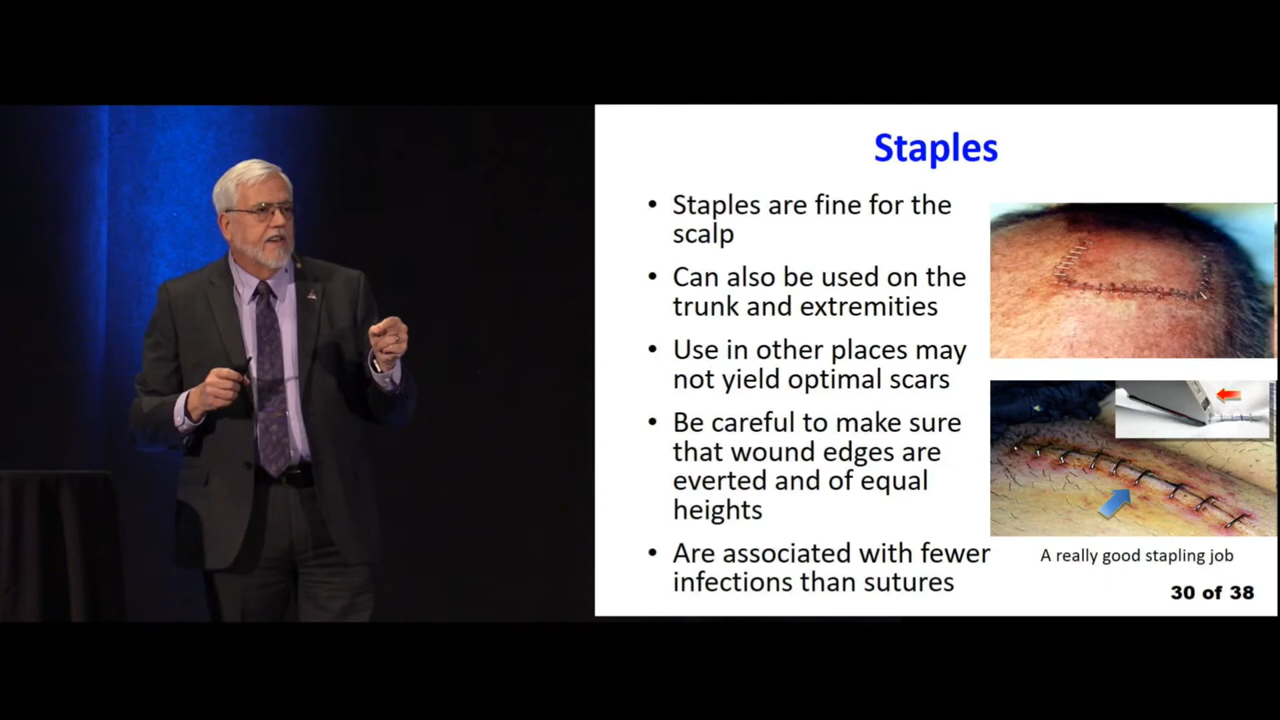 Staples
• Staples are fine for the
scalp
• Can also be used on the
trunk and extremities
• Use in other places may
not yield optimal scars
• Be careful to make sure
that wound edges are
everted and of equal
heights
• Are associated with fewer
infections than sutures
A really good stapling job
30 of 38